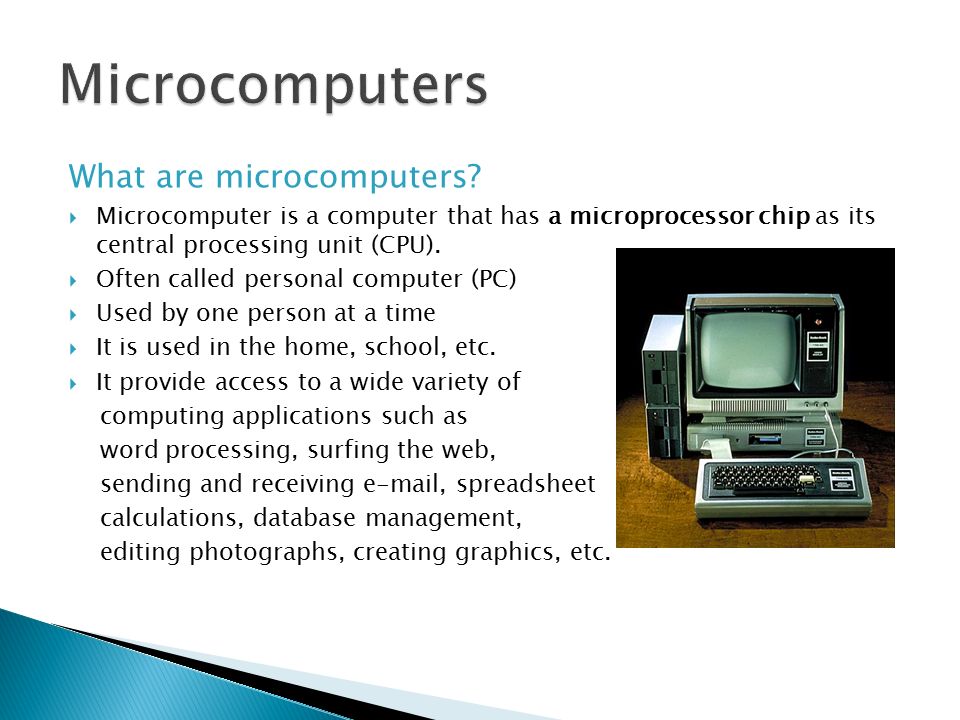 Microcomputers
What are microcomputers?
Microcomputer is a computer that has a microprocessor chip as its
central processing unit (CPU).
Often called personal computer (PC)
Used by one person at a time
It is used in the home, school, etc.
It provide access to a wide variety of
computing applications such as
word processing, surfing the web,
sending and receiving e-mail, spreadsheet
calculations, database management,
editing photographs, creating graphics, etc.